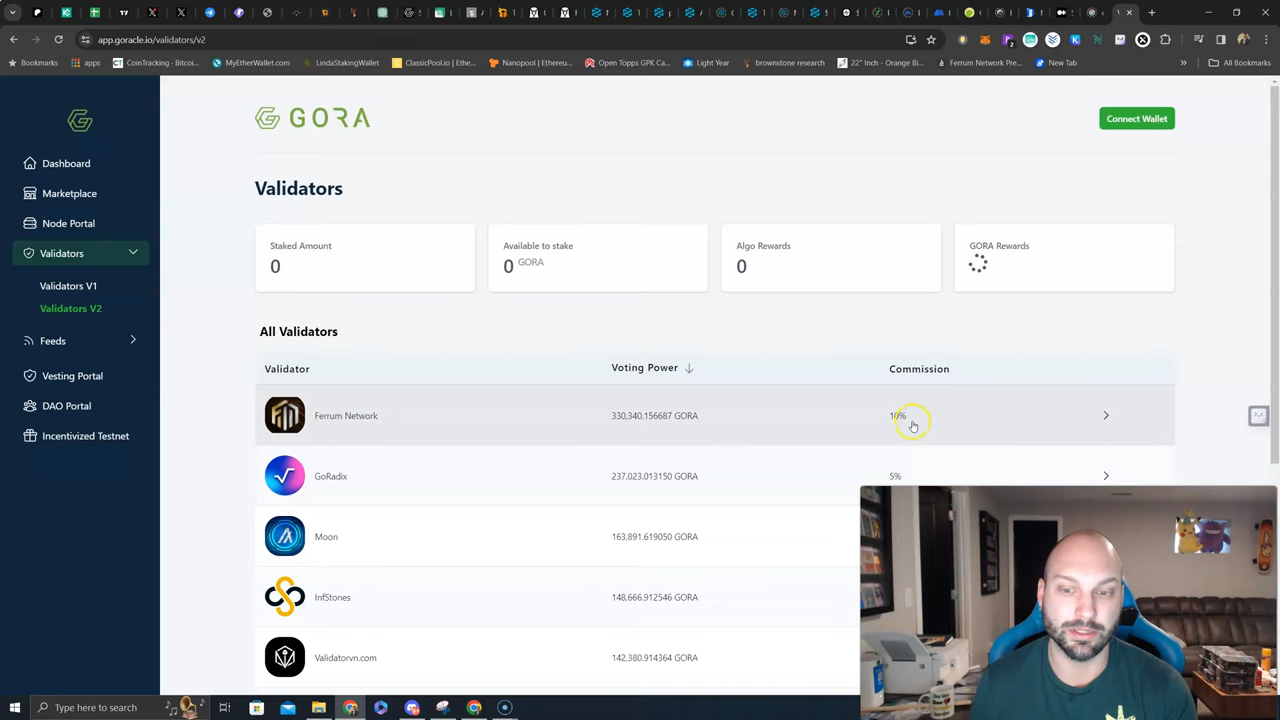 app2.goracle.io/validators/v2
Bookmarks
apps
CoinTracking · Bitcoi...
MyEtherWallet.com
LindaStakingWallet
ClassicPool.io | Ethe...
Nanopool | Ethereu...
Open Topps GPK Ca...
Light Year
brownstone research
22" Inch - Orange Bi...
Ferrum Network Pre...
New Tab
All Bookmarks
GORA
Connect Wallet
Dashboard
Marketplace
Node Portal
Validators
Validators V1
Validators V2
Feeds
Vesting Portal
DAO Portal
Incentivized Testnet
Validators
Staked Amount
0
Available to stake
0 GORA
Algo Rewards
0
GORA Rewards
All Validators
Validator Voting Power Commission
Ferrum Network 330,340.156687 GORA 10%
GoRadix 237,023.013150 GORA 5%
Moon 163,891.619050 GORA
InfStones 148,666.912546 GORA
Validatorvn.com 142,380.914364 GORA
Type here to search